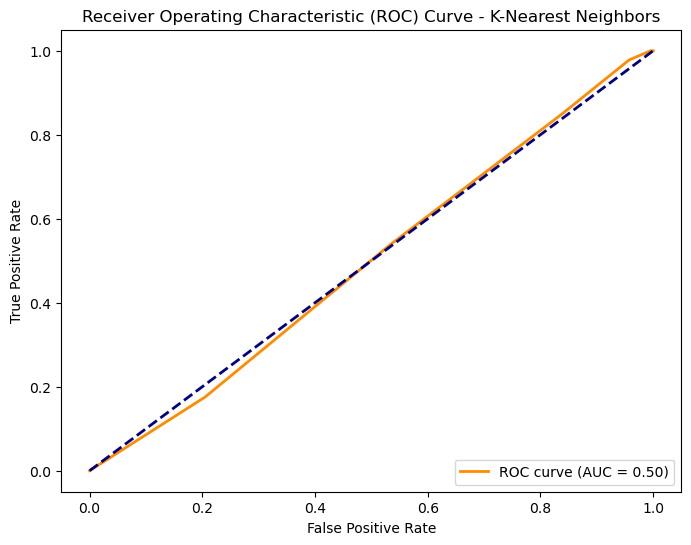 Receiver Operating Characteristic (ROC) Curve - K-Nearest Neighbors
True Positive Rate
1.0
0.8
0.6
0.4
0.2
0.0
ROC curve (AUC = 0.50)
0.0 0.2 0.4 0.6 0.8 1.0
False Positive Rate